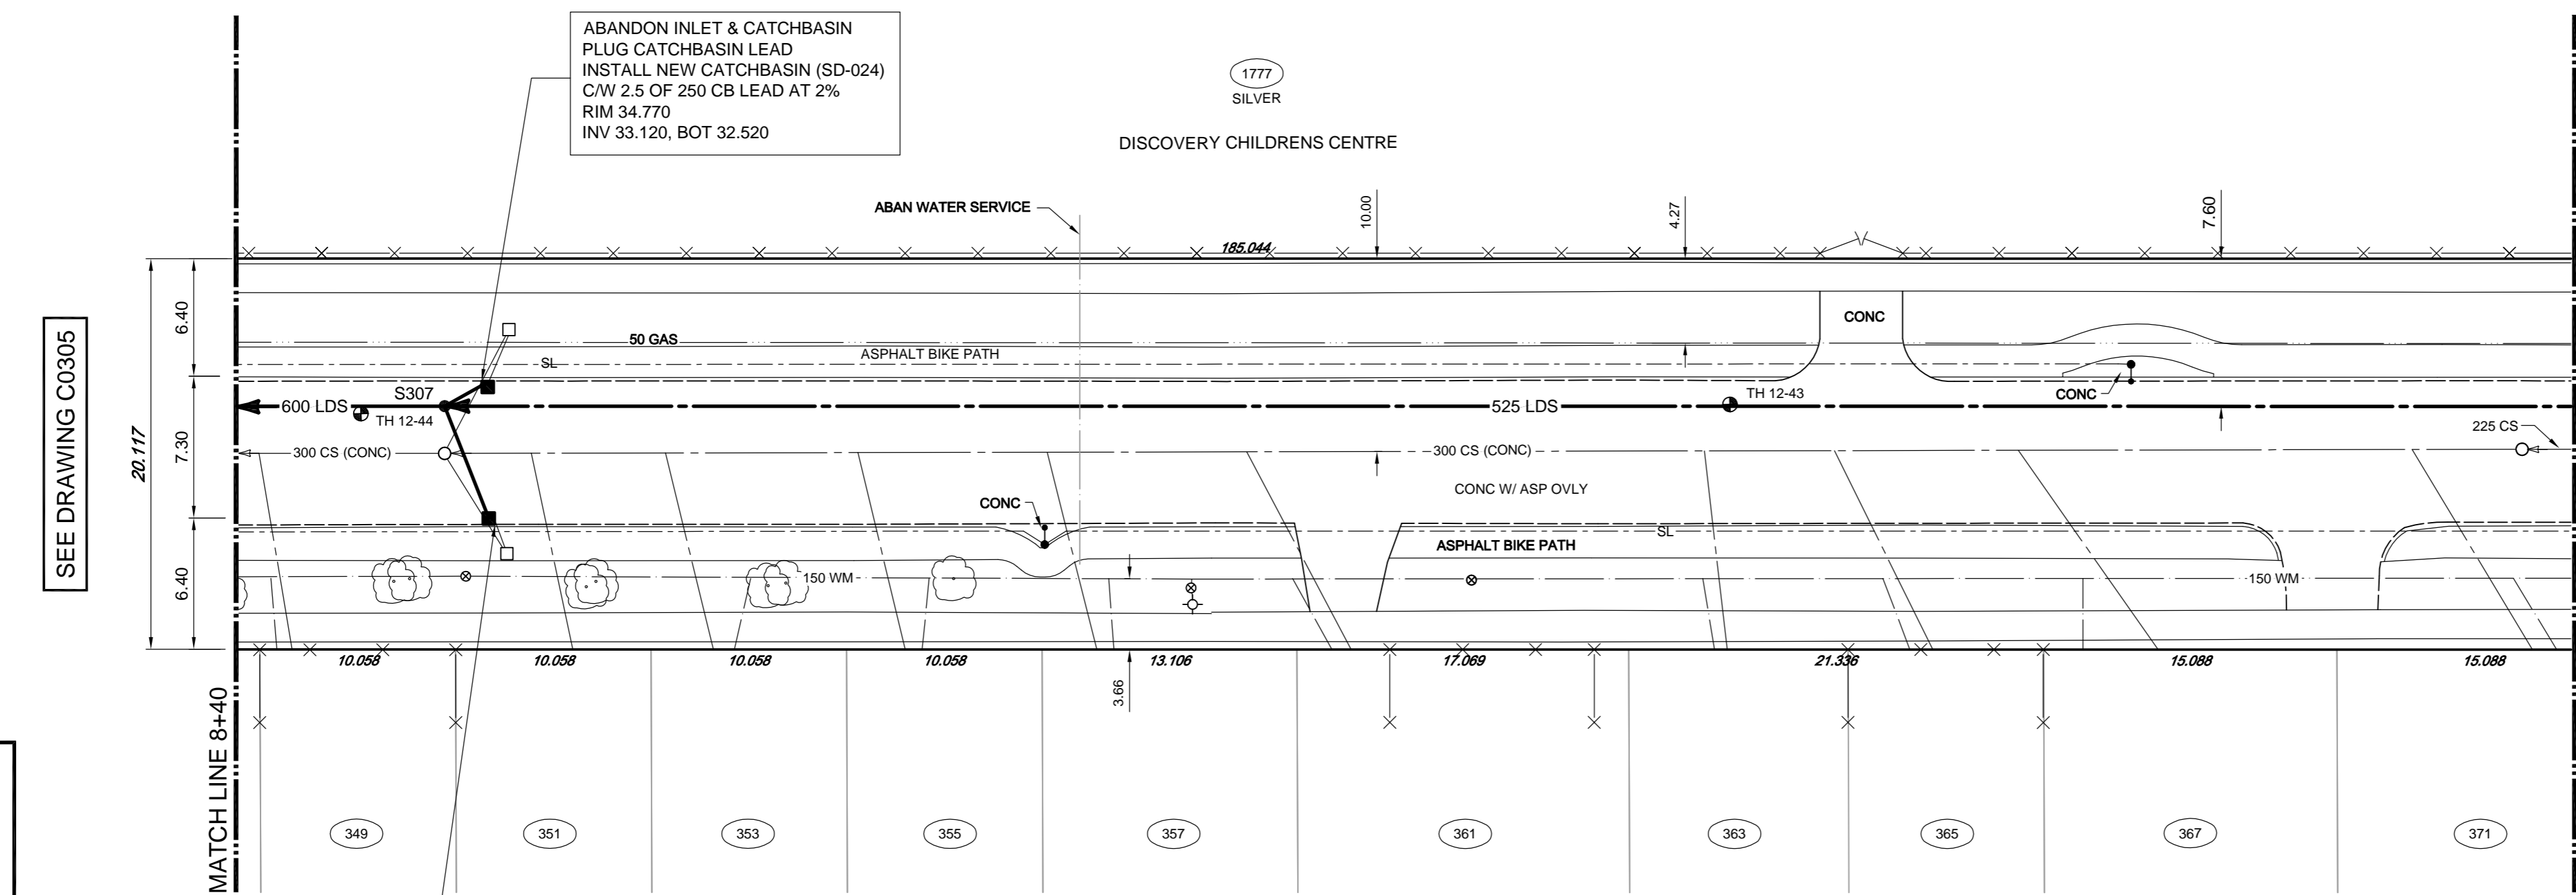 ABANDON INLET & CATCHBASIN
PLUG CATCHBASIN LEAD
INSTALL NEW CATCHBASIN (SD-024)
C/W 2.5 OF 250 CB LEAD AT 2%
RIM 34.770
INV 33.120, BOT 32.520
1777
SILVER
DISCOVERY CHILDRENS CENTRE
ABAN WATER SERVICE
10.00
4.27
7.60
185.044
SEE DRAWING C0305
20.117
6.40
7.30
6.40
50 GAS
SL
ASPHALT BIKE PATH
CONC
S307
600 LDS
TH 12-44
525 LDS
TH 12-43
CONC
225 CS
300 CS (CONC)
300 CS (CONC)
CONC W/ ASP OVLY
CONC
SL
ASPHALT BIKE PATH
150 WM
150 WM
10.058
10.058
10.058
10.058
13.106
17.069
21.336
15.088
15.088
3.66
MATCH LINE 8+40
349
351
353
355
357
361
363
365
367
371